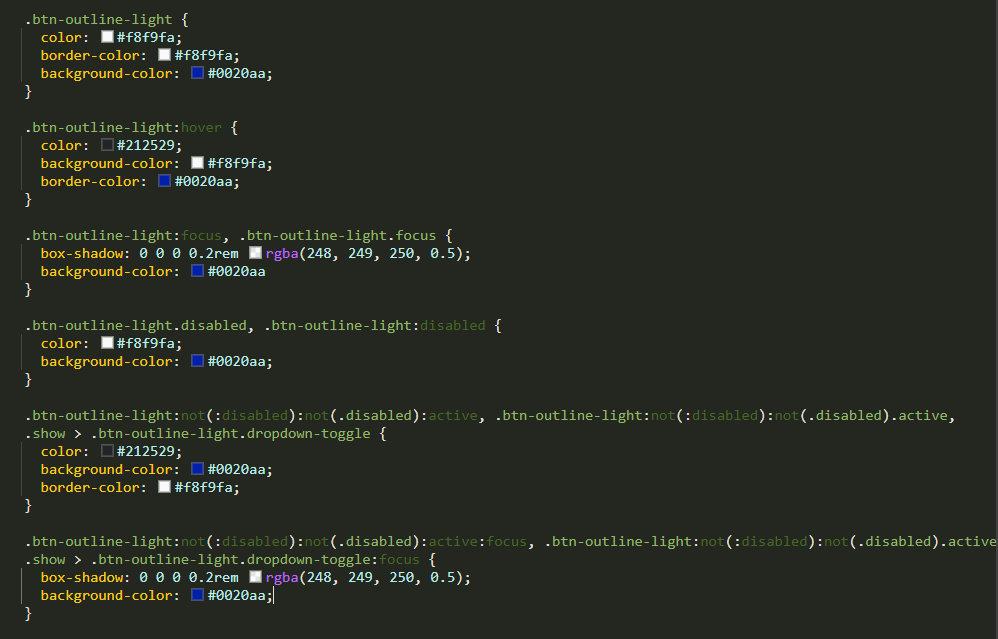 .btn-outline-light {
color: #f8f9fa;
border-color: #f8f9fa;
background-color: #0020aa;
}
.btn-outline-light:hover {
color: #212529;
background-color: #f8f9fa;
border-color: #0020aa;
}
.btn-outline-light:focus, .btn-outline-light.focus {
box-shadow: 0 0 0 0.2rem rgba(248, 249, 250, 0.5);
background-color: #0020aa
}
.btn-outline-light.disabled, .btn-outline-light:disabled {
color: #f8f9fa;
background-color: #0020aa;
}
.btn-outline-light:not(:disabled):not(.disabled):active, .btn-outline-light:not(:disabled):not(.disabled).active,
.show > .btn-outline-light.dropdown-toggle {
color: #212529;
background-color: #0020aa;
border-color: #f8f9fa;
}
.btn-outline-light:not(:disabled):not(.disabled):active:focus, .btn-outline-light:not(:disabled):not(.disabled).active
.show > .btn-outline-light.dropdown-toggle:focus {
box-shadow: 0 0 0 0.2rem rgba(248, 249, 250, 0.5);
background-color: #0020aa;
}